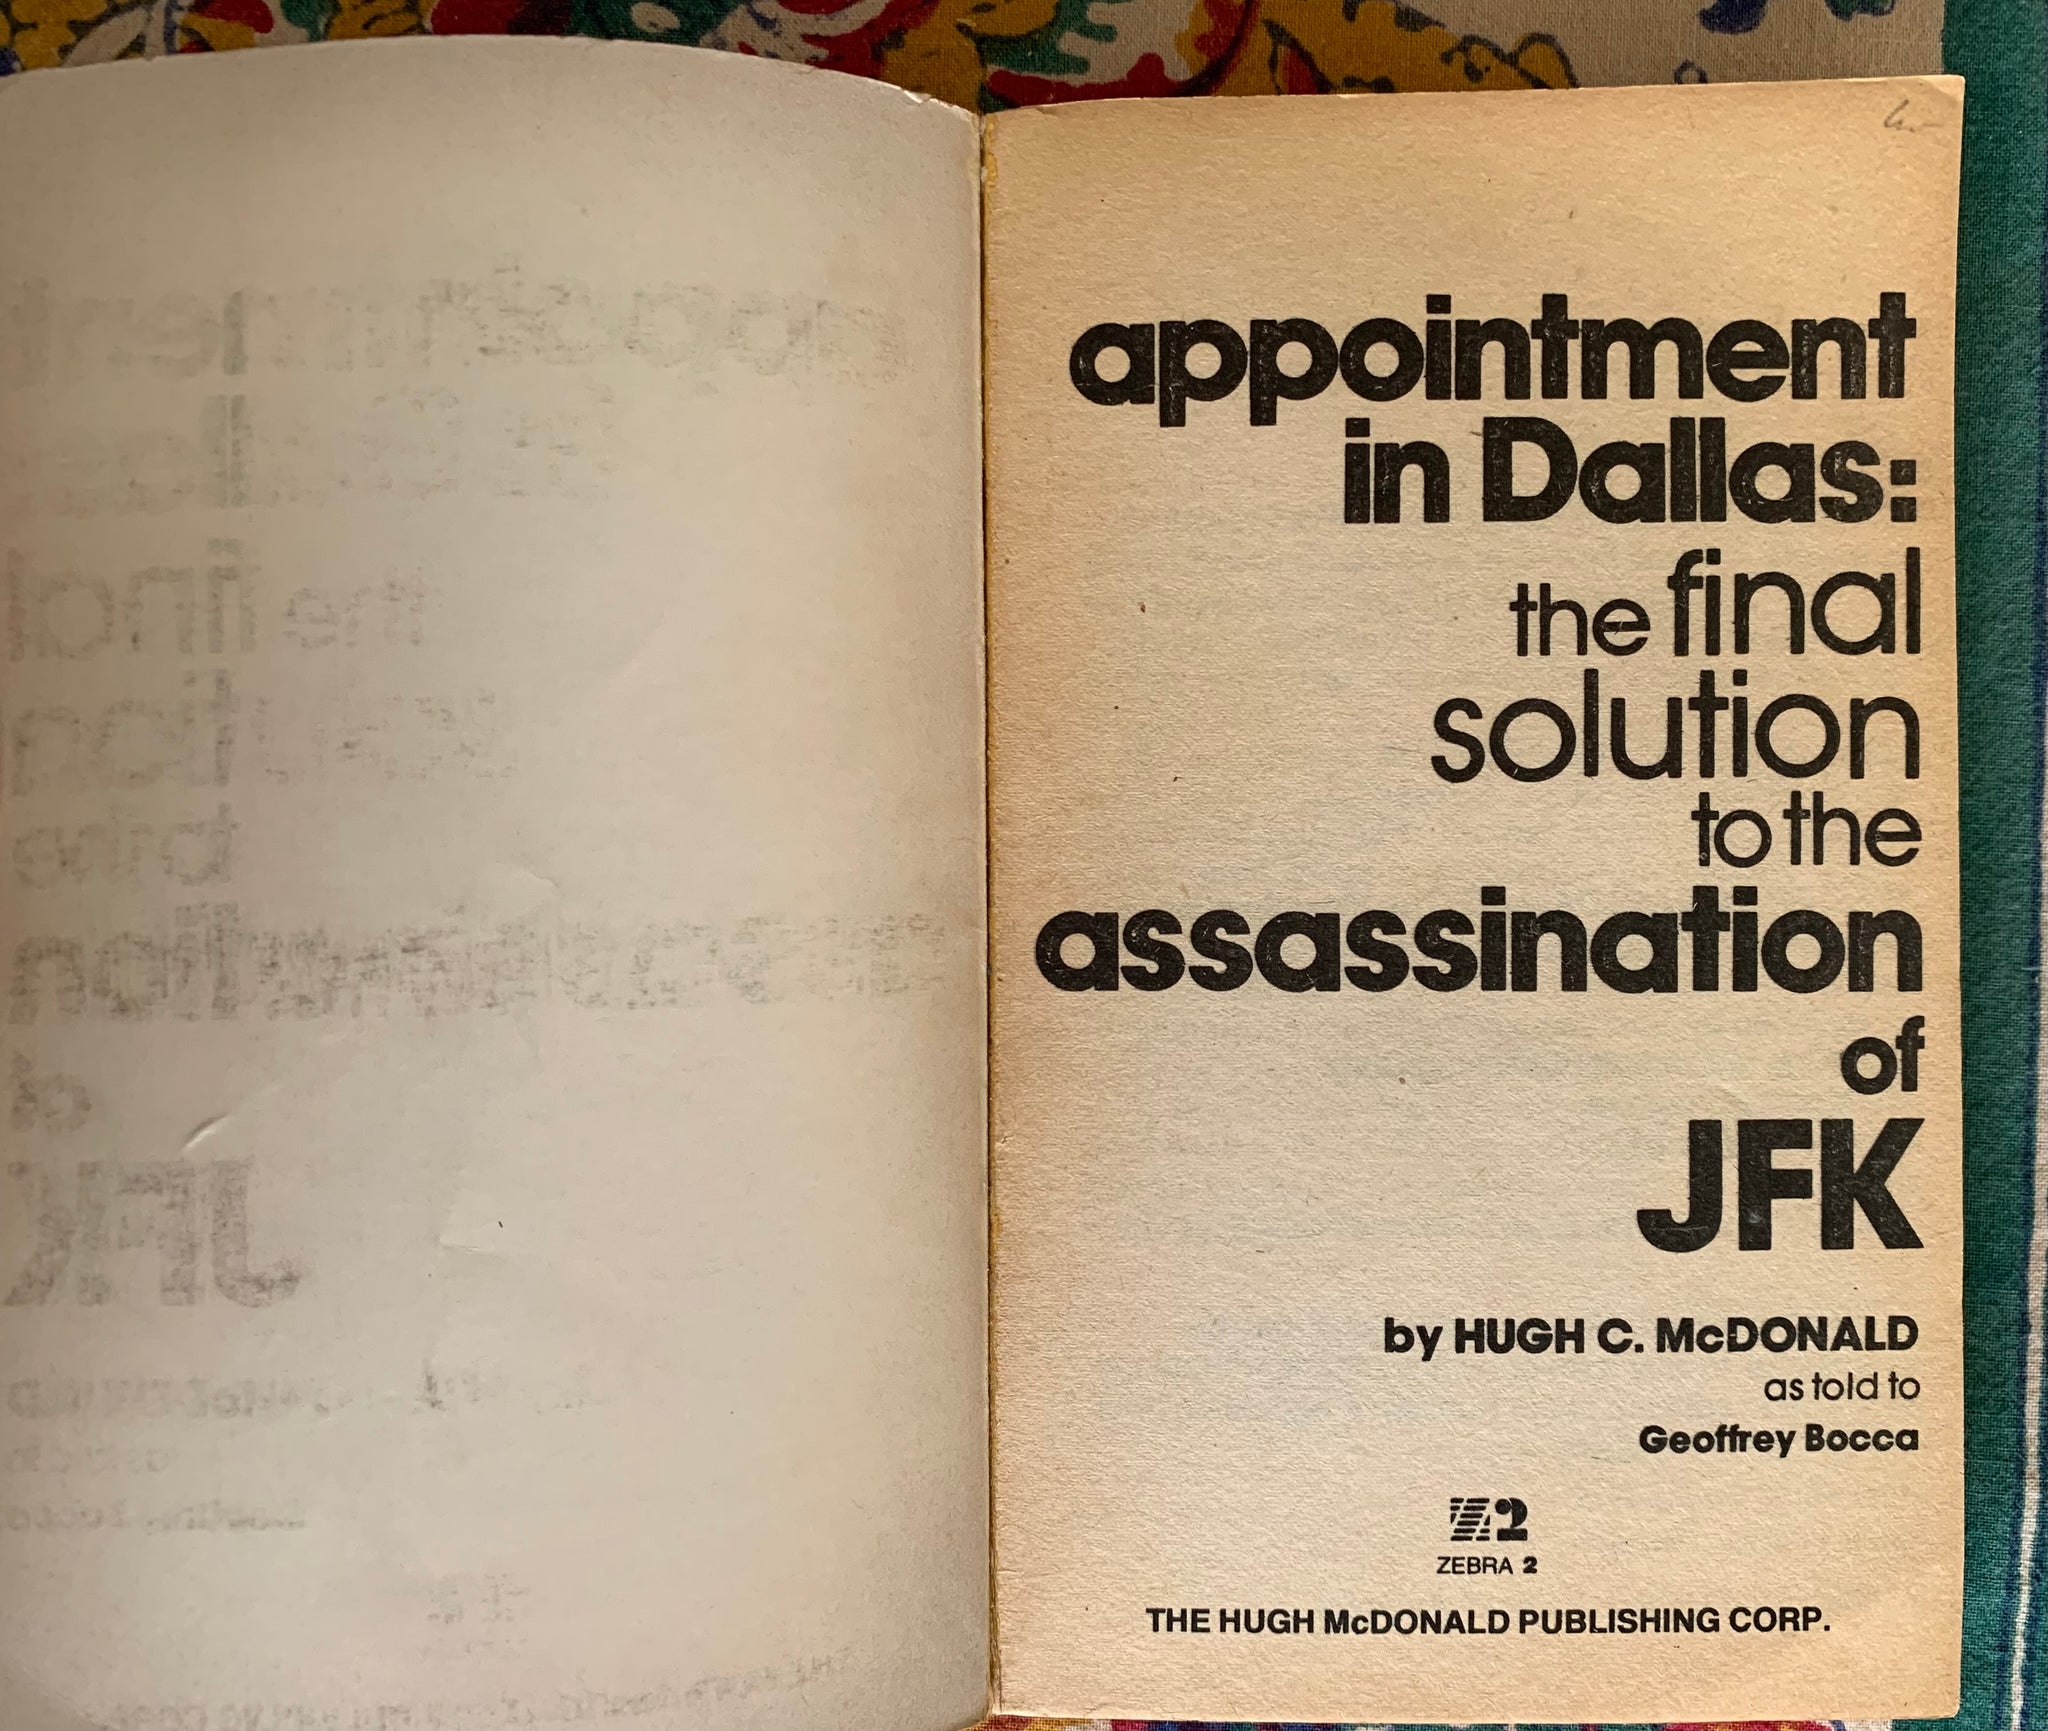 appointment
in Dallas:
the final
solution
to the
assassination
of
JFK
by HUGH C. McDONALD
as told to
Geoffrey Bocca
Z2
ZEBRA 2
THE HUGH McDONALD PUBLISHING CORP.